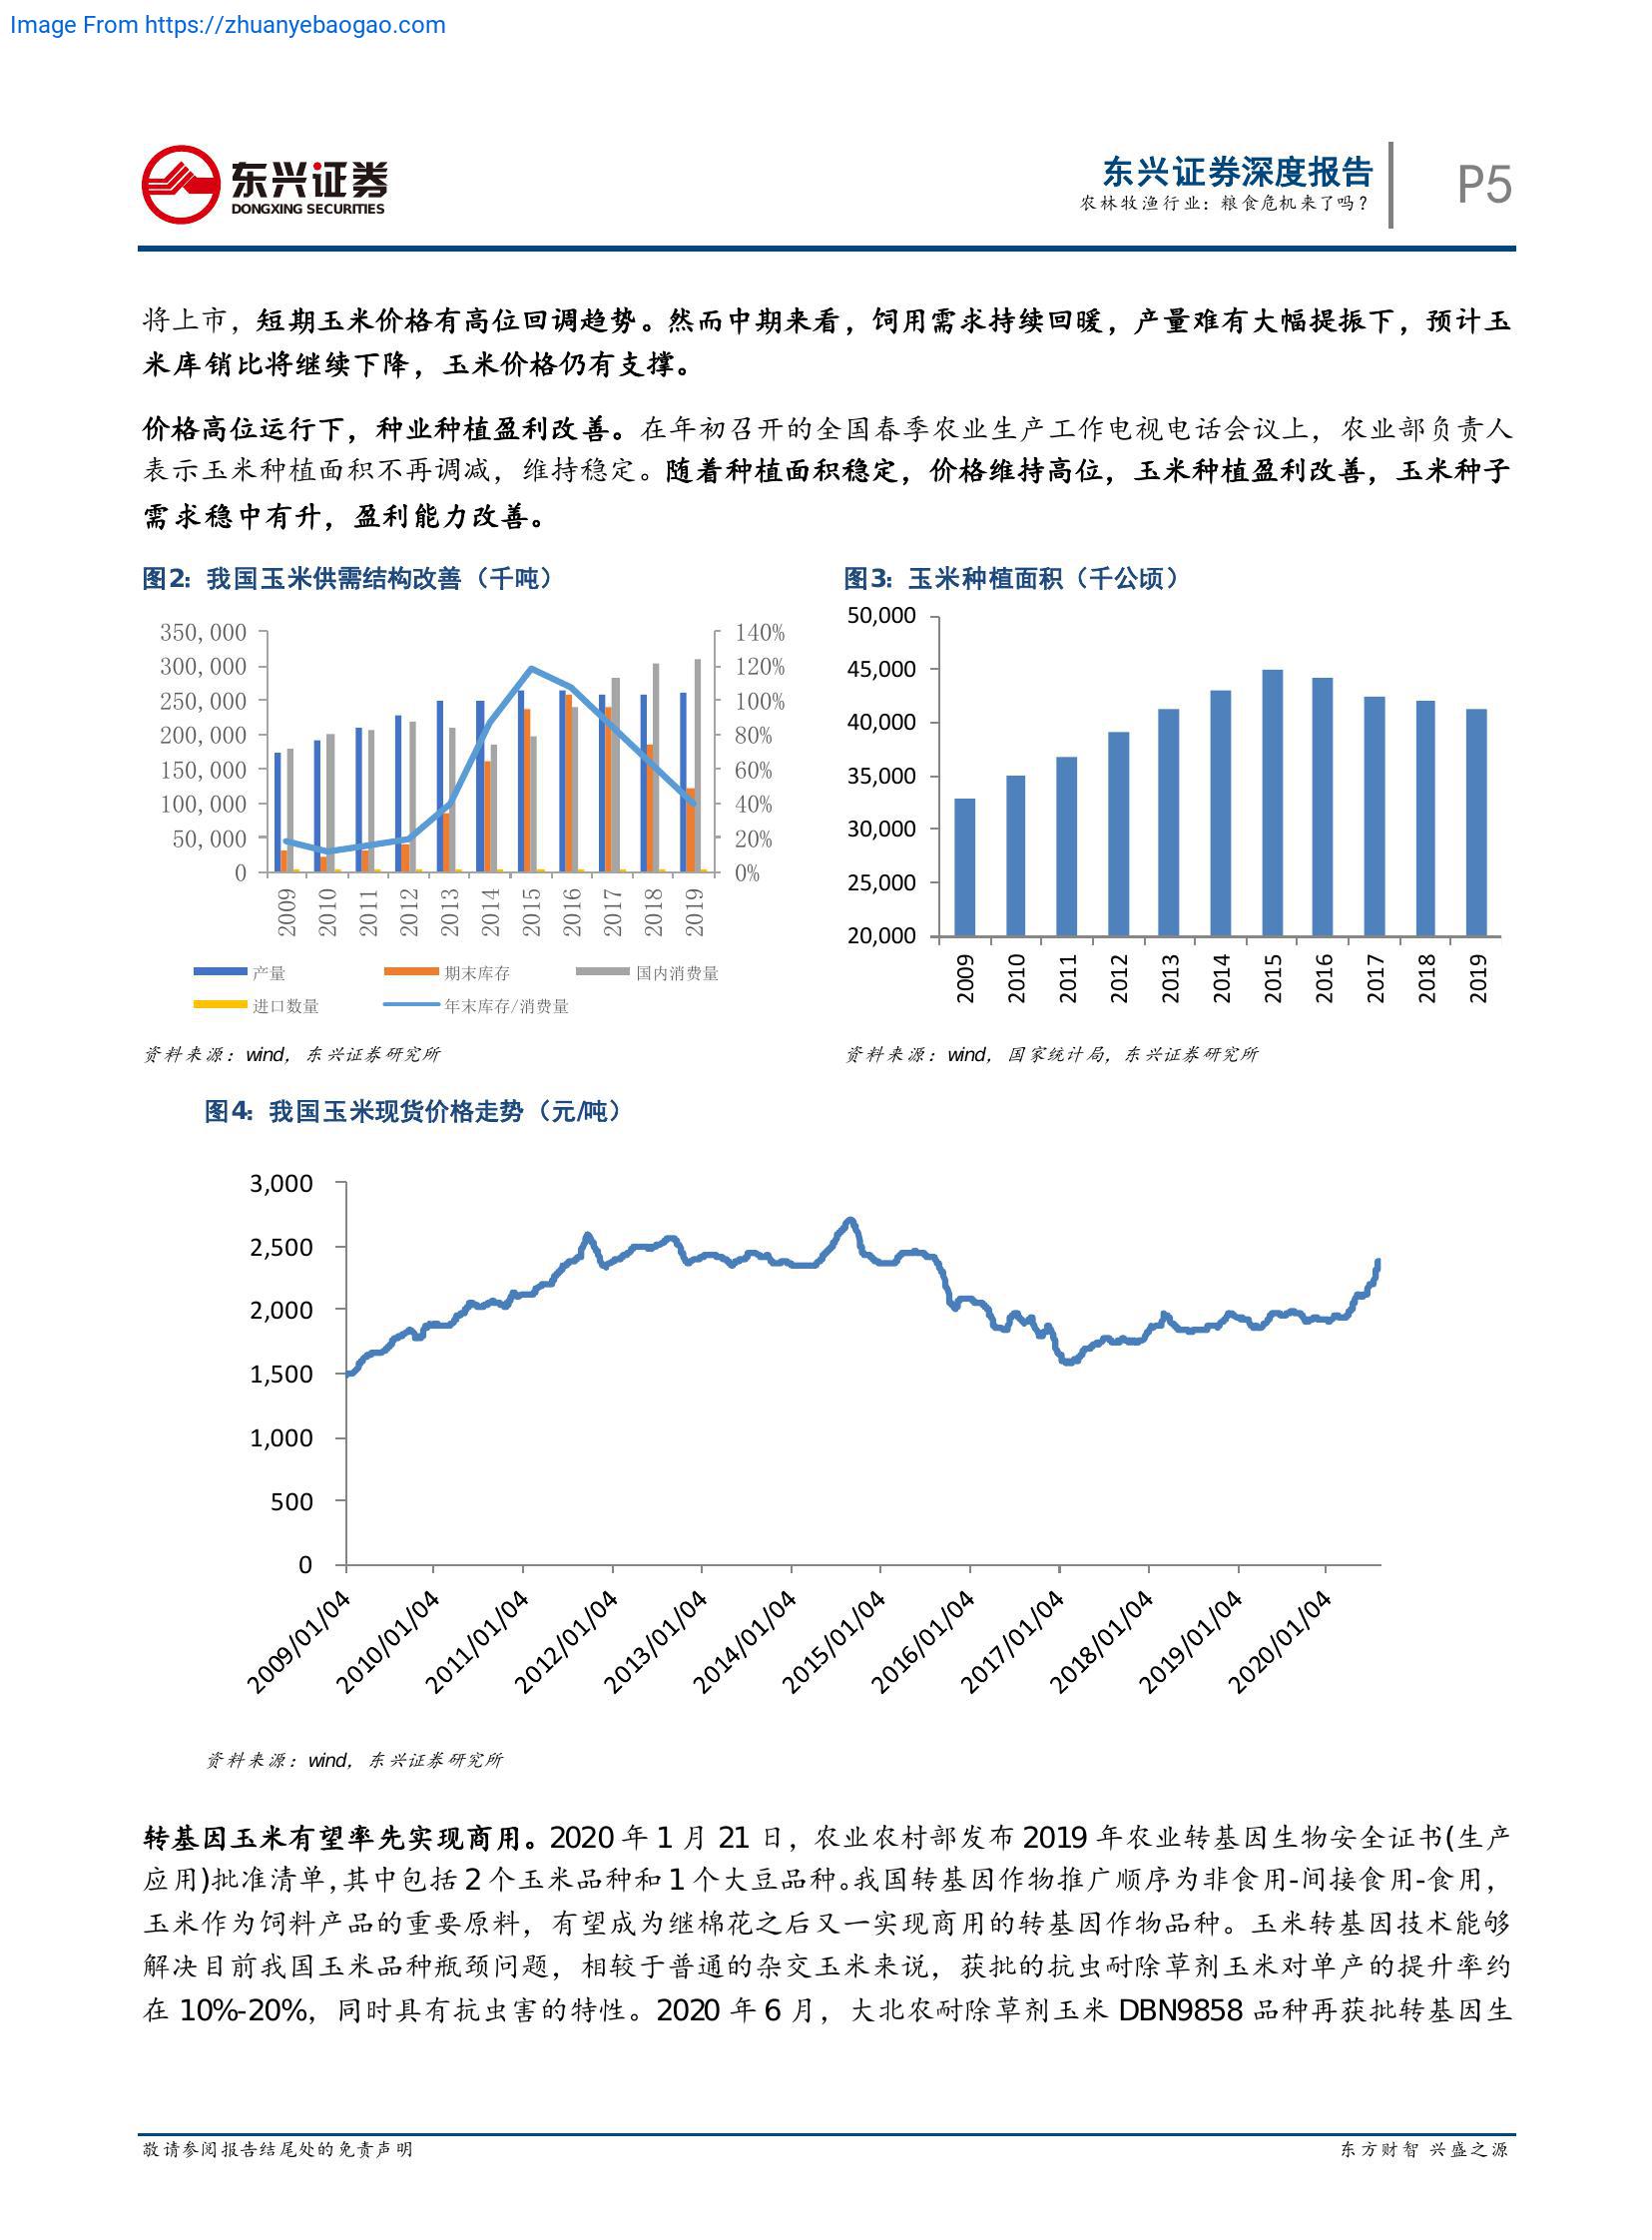 Image From https://zhuanyebaogao.com
东兴证券
DONGXING SECURITIES
东兴证券深度报告
农林牧渔行业：粮食危机来了吗？
P5
将上市，短期玉米价格有高位回调趋势。然而中期来看，饲用需求持续回暖，产量难有大幅提振下，预计玉
米库销比将继续下降，玉米价格仍有支撑。
价格高位运行下，种业种植盈利改善。在年初召开的全国春季农业生产工作电视电话会议上，农业部负责人
表示玉米种植面积不再调减，维持稳定。随着种植面积稳定，价格维持高位，玉米种植盈利改善，玉米种子
需求稳中有升，盈利能力改善。
图2：我国玉米供需结构改善（千吨）
350,000
300,000
250,000
200,000
150,000
100,000
50,000
0
140%
120%
100%
80%
60%
40%
20%
0%
2009
2010
2011
2012
2013
2014
2015
2016
2017
2018
2019
产量
期末库存
国内消费量
进口数量
年末库存/消费量
资料来源：wind，东兴证券研究所
图3：玉米种植面积（千公顷）
50,000
45,000
40,000
35,000
30,000
25,000
20,000
2009
2010
2011
2012
2013
2014
2015
2016
2017
2018
2019
资料来源：wind，国家统计局，东兴证券研究所
图4：我国玉米现货价格走势（元/吨）
3,000
2,500
2,000
1,500
1,000
500
0
2009/01/04
2010/01/04
2011/01/04
2012/01/04
2013/01/04
2014/01/04
2015/01/04
2016/01/04
2017/01/04
2018/01/04
2019/01/04
2020/01/04
资料来源：wind，东兴证券研究所
转基因玉米有望率先实现商用。2020 年 1 月 21 日，农业农村部发布 2019 年农业转基因生物安全证书(生产
应用)批准清单,其中包括 2 个玉米品种和 1 个大豆品种。我国转基因作物推广顺序为非食用-间接食用-食用，
玉米作为饲料产品的重要原料，有望成为继棉花之后又一实现商用的转基因作物品种。玉米转基因技术能够
解决目前我国玉米品种瓶颈问题，相较于普通的杂交玉米来说，获批的抗虫耐除草剂玉米对单产的提升率约
在 10%-20%，同时具有抗虫害的特性。2020 年 6 月，大北农耐除草剂玉米 DBN9858 品种再获批转基因生
敬请参阅报告结尾处的免责声明
东方财智 兴盛之源